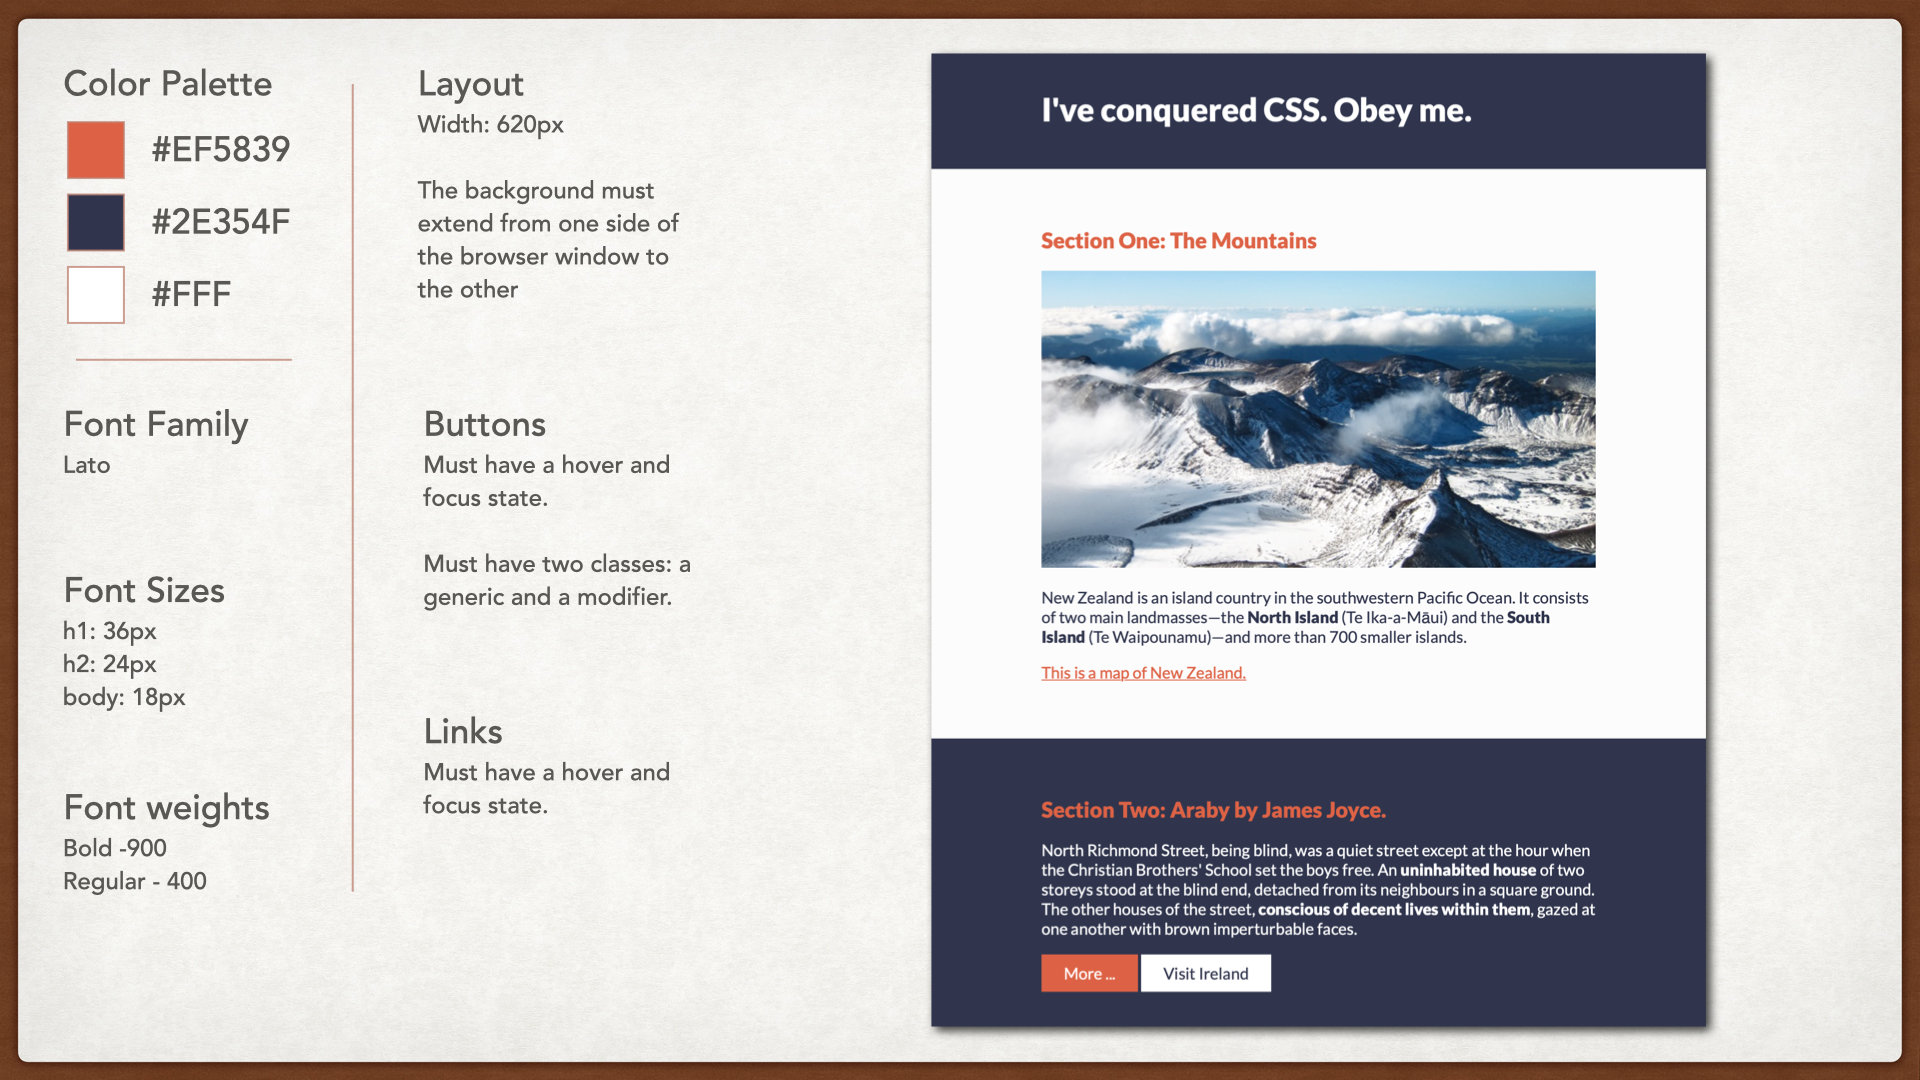 Color Palette
#EF5839
#2E354F
#FFF
Font Family
Lato
Font Sizes
h1: 36px
h2: 24px
body: 18px
Font weights
Bold -900
Regular - 400
Layout
Width: 620px
The background must
extend from one side of
the browser window to
the other
Buttons
Must have a hover and
focus state.
Must have two classes: a
generic and a modifier.
Links
Must have a hover and
focus state.
I've conquered CSS. Obey me.
Section One: The Mountains
New Zealand is an island country in the southwestern Pacific Ocean. It consists
of two main landmasses—the North Island (Te Ika-a-Māui) and the South
Island (Te Waipounamu)—and more than 700 smaller islands.
This is a map of New Zealand.
Section Two: Araby by James Joyce.
North Richmond Street, being blind, was a quiet street except at the hour when
the Christian Brothers' School set the boys free. An uninhabited house of two
storeys stood at the blind end, detached from its neighbours in a square ground.
The other houses of the street, conscious of decent lives within them, gazed at
one another with brown imperturbable faces.
More ...
Visit Ireland